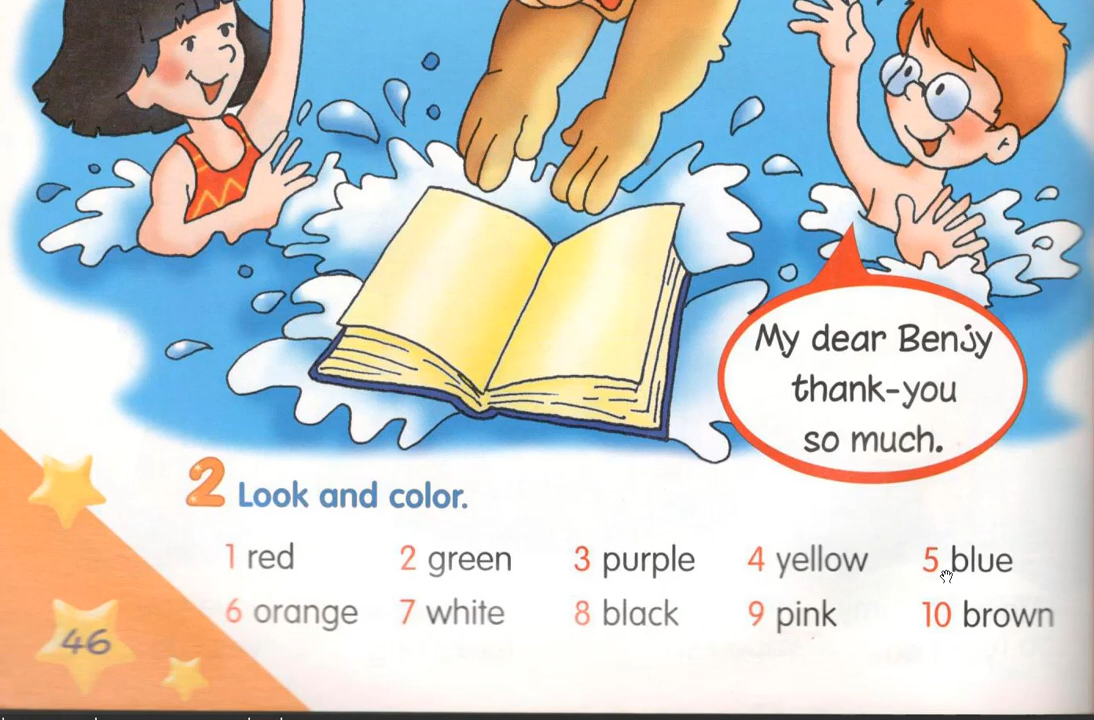 My dear Benjy
thank-you
so much.
2 Look and color.
1 red 2 green 3 purple 4 yellow 5 blue
6 orange 7 white 8 black 9 pink 10 brown
46